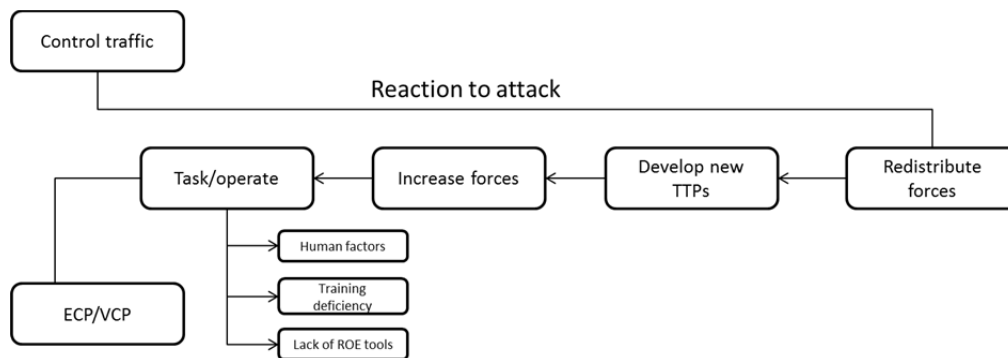 Control traffic
Reaction to attack
Task/operate
Increase forces
Develop new
TTPs
Redistribute
forces
Human factors
Training
deficiency
Lack of ROE tools
ECP/VCP